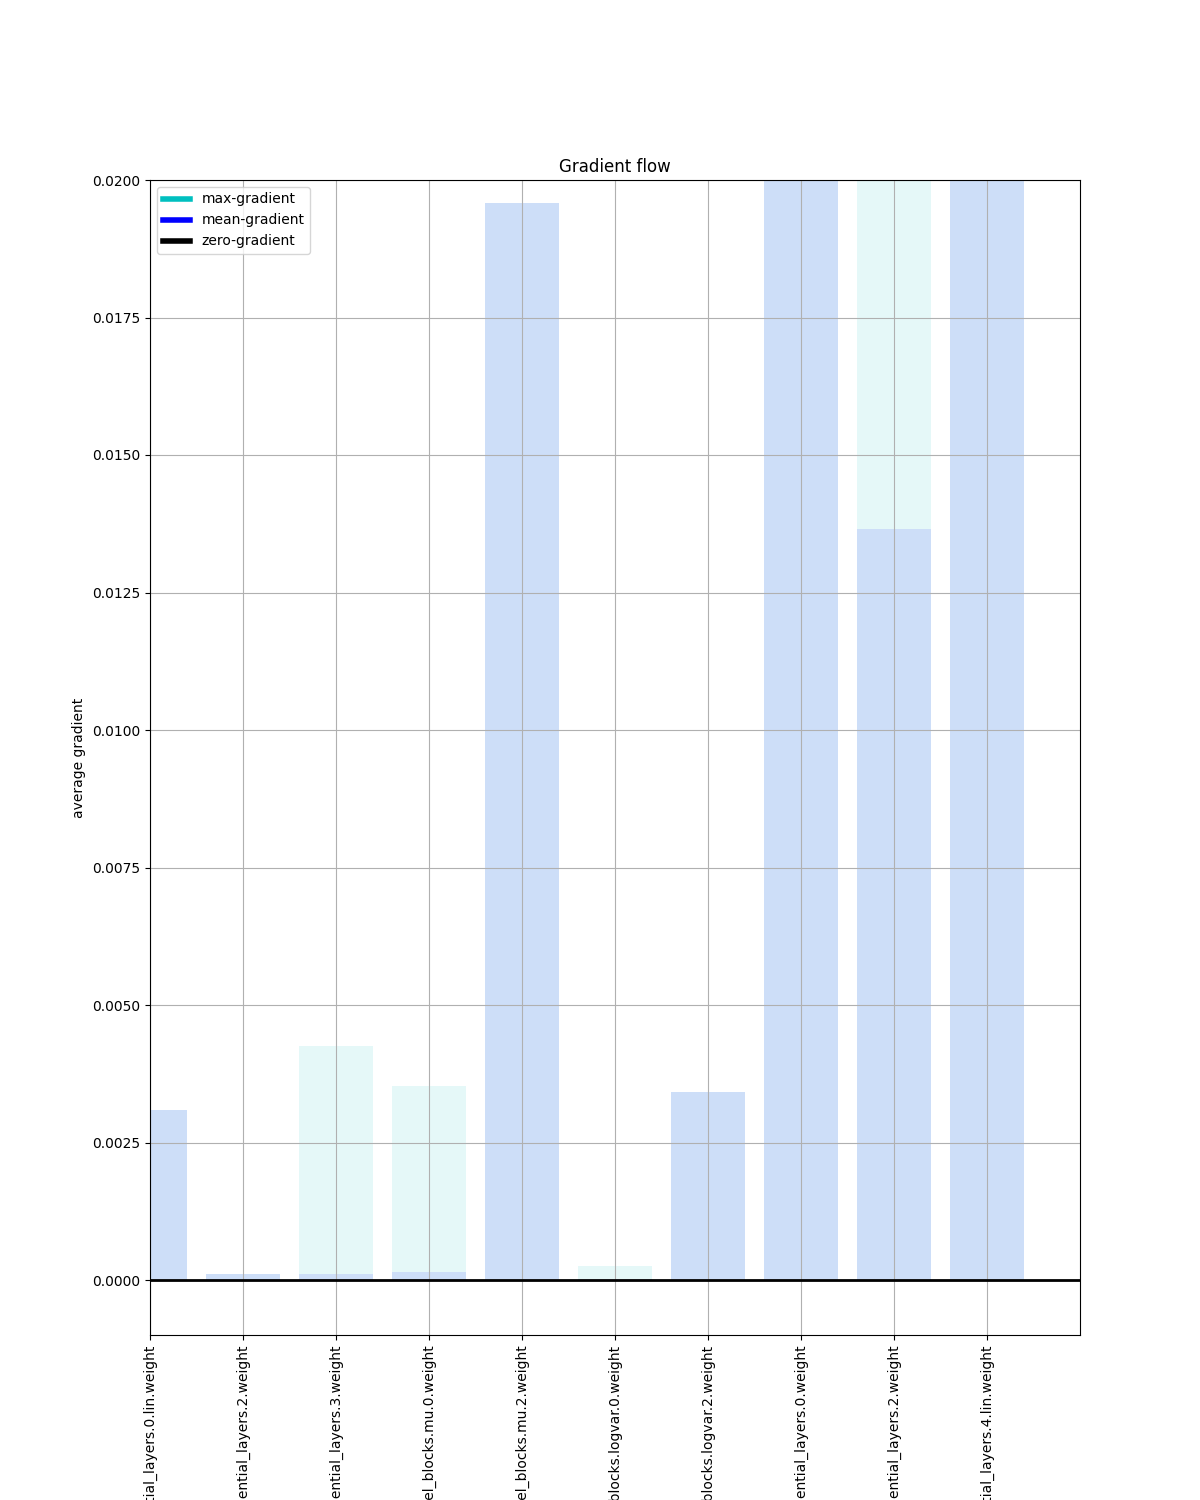 Gradient flow
max-gradient
mean-gradient
zero-gradient
0.0200
0.0175
0.0150
0.0125
0.0100
0.0075
0.0050
0.0025
0.0000
average gradient
tial_layers.0.lin.weight
ential_layers.2.weight
ential_layers.3.weight
el_blocks.mu.0.weight
el_blocks.mu.2.weight
blocks.logvar.0.weight
blocks.logvar.2.weight
ential_layers.0.weight
ential_layers.2.weight
tial_layers.4.lin.weight